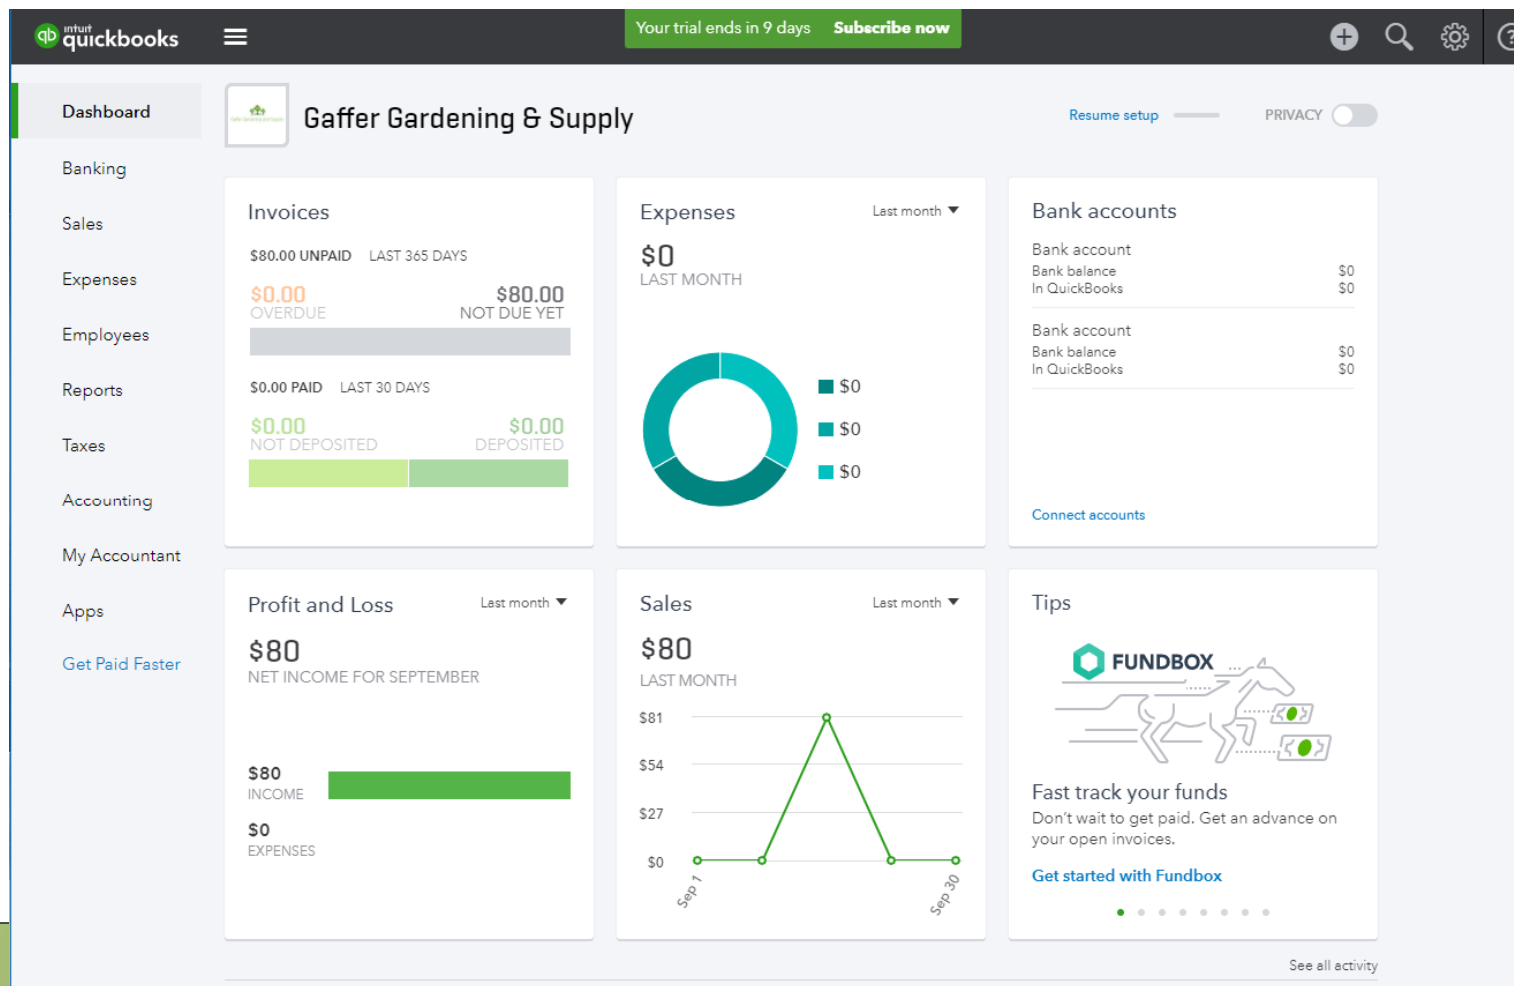 intuit
quickbooks
Your trial ends in 9 days Subscribe now
Dashboard
Banking
Sales
Expenses
Employees
Reports
Taxes
Accounting
My Accountant
Apps
Get Paid Faster
Gaffer Gardening & Supply
Resume setup
PRIVACY
Invoices
$80.00 UNPAID LAST 365 DAYS
$0.00 $80.00
OVERDUE NOT DUE YET
$0.00 PAID LAST 30 DAYS
$0.00 $0.00
NOT DEPOSITED DEPOSITED
Expenses Last month
$0
LAST MONTH
$0
$0
$0
Bank accounts
Bank account
Bank balance $0
In QuickBooks $0
Bank account
Bank balance $0
In QuickBooks $0
Connect accounts
Profit and Loss Last month
$80
NET INCOME FOR SEPTEMBER
$80
INCOME
$0
EXPENSES
Sales Last month
$80
LAST MONTH
$81
$54
$27
$0
Sep 1 Sep 30
Tips
FUNDBOX
Fast track your funds
Don't wait to get paid. Get an advance on
your open invoices.
Get started with Fundbox
See all activity